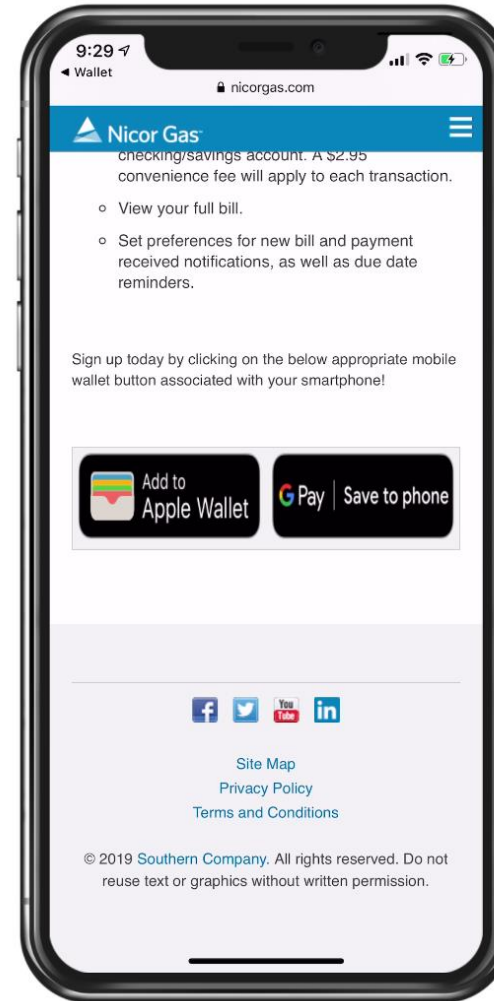 9:29
◀ Wallet
nicorgas.com
Nicor Gas
checking/savings account. A $2.95
convenience fee will apply to each transaction.
View your full bill.
Set preferences for new bill and payment
received notifications, as well as due date
reminders.
Sign up today by clicking on the below appropriate mobile
wallet button associated with your smartphone!
Add to
Apple Wallet
G Pay | Save to phone
f You Tube in
Site Map
Privacy Policy
Terms and Conditions
© 2019 Southern Company. All rights reserved. Do not
reuse text or graphics without written permission.